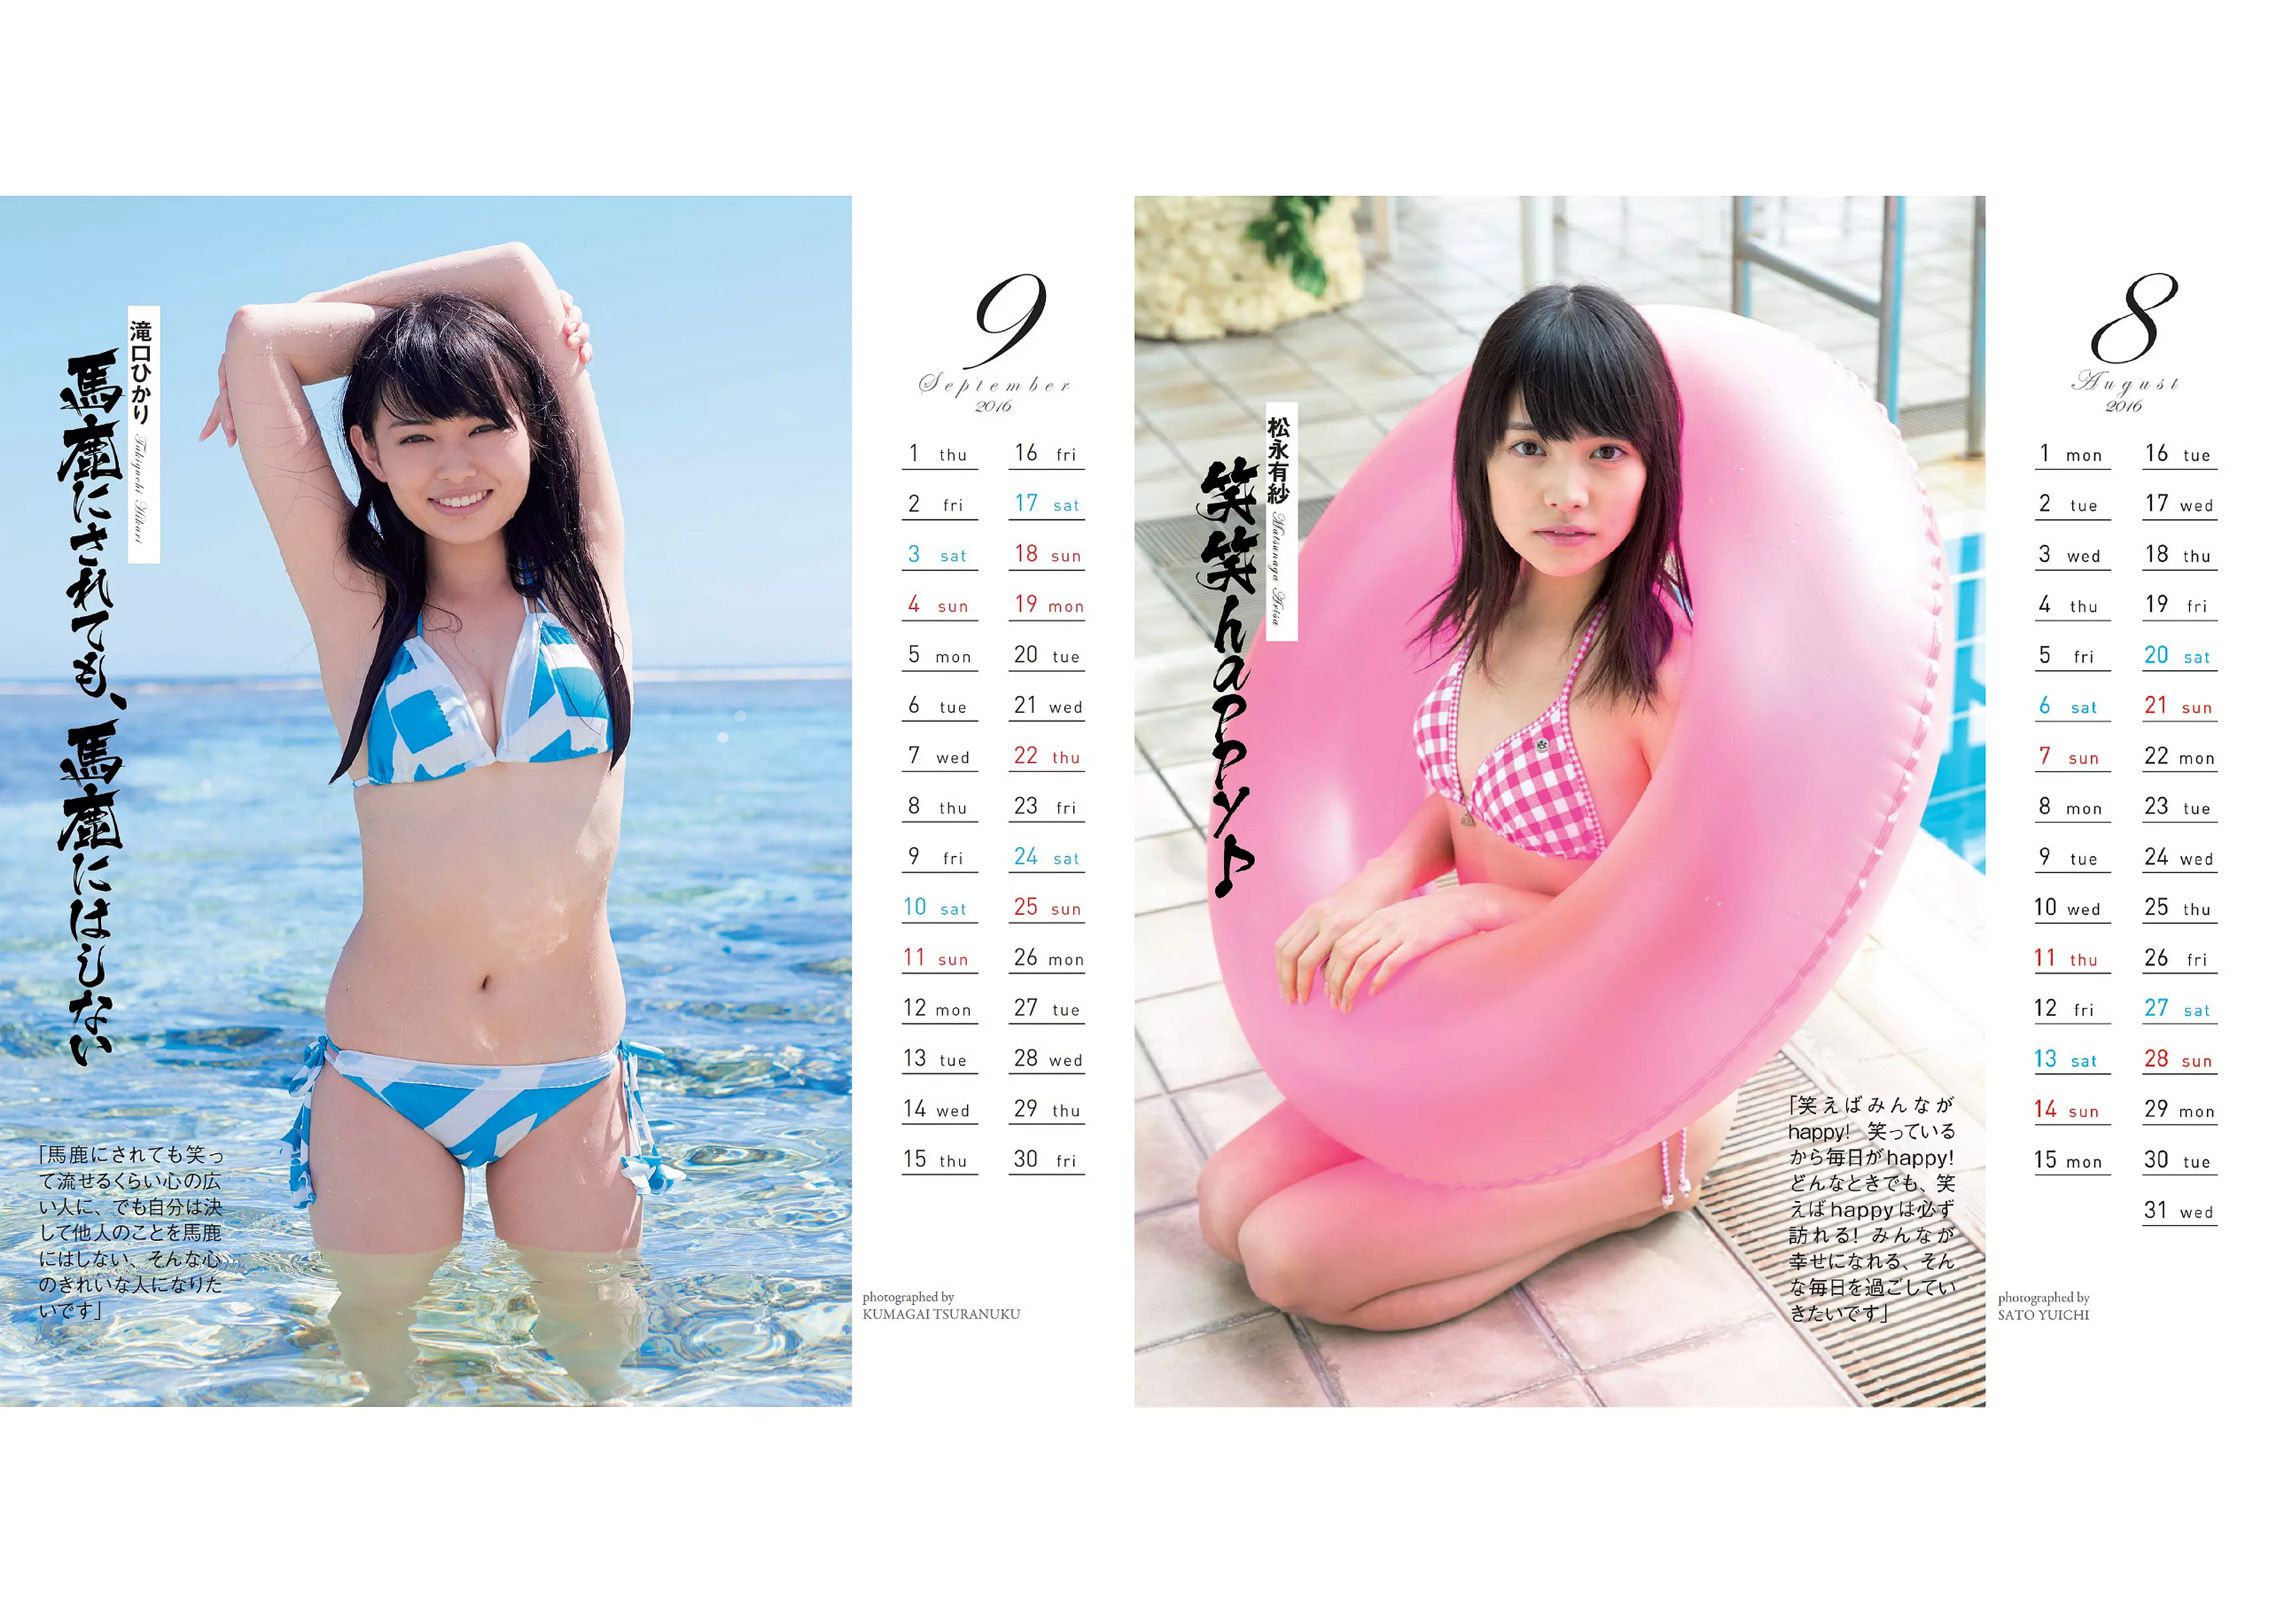 滝口ひかり Takiguchi Hikari
馬鹿にされても、馬鹿にはしない
「馬鹿にされても笑っ
て流せるくらい心の広
い人に、でも自分は決
して他人のことを馬鹿
にはしない、そんな心
のきれいな人になりた
いです」
9
September
2016
1 thu 16 fri
2 fri 17 sat
3 sat 18 sun
4 sun 19 mon
5 mon 20 tue
6 tue 21 wed
7 wed 22 thu
8 thu 23 fri
9 fri 24 sat
10 sat 25 sun
11 sun 26 mon
12 mon 27 tue
13 tue 28 wed
14 wed 29 thu
15 thu 30 fri
photographed by
KUMAGAI TSURANUKU
松永有紗 Matsunaga Arisa
笑笑happy♪
「笑えばみんなが
happy! 笑っている
から毎日がhappy!
どんなときでも、笑
えばhappyは必ず
訪れる! みんなが
幸せになれる、そん
な毎日を過ごしてい
きたいです」
8
August
2016
1 mon 16 tue
2 tue 17 wed
3 wed 18 thu
4 thu 19 fri
5 fri 20 sat
6 sat 21 sun
7 sun 22 mon
8 mon 23 tue
9 tue 24 wed
10 wed 25 thu
11 thu 26 fri
12 fri 27 sat
13 sat 28 sun
14 sun 29 mon
15 mon 30 tue
31 wed
photographed by
SATO YUICHI